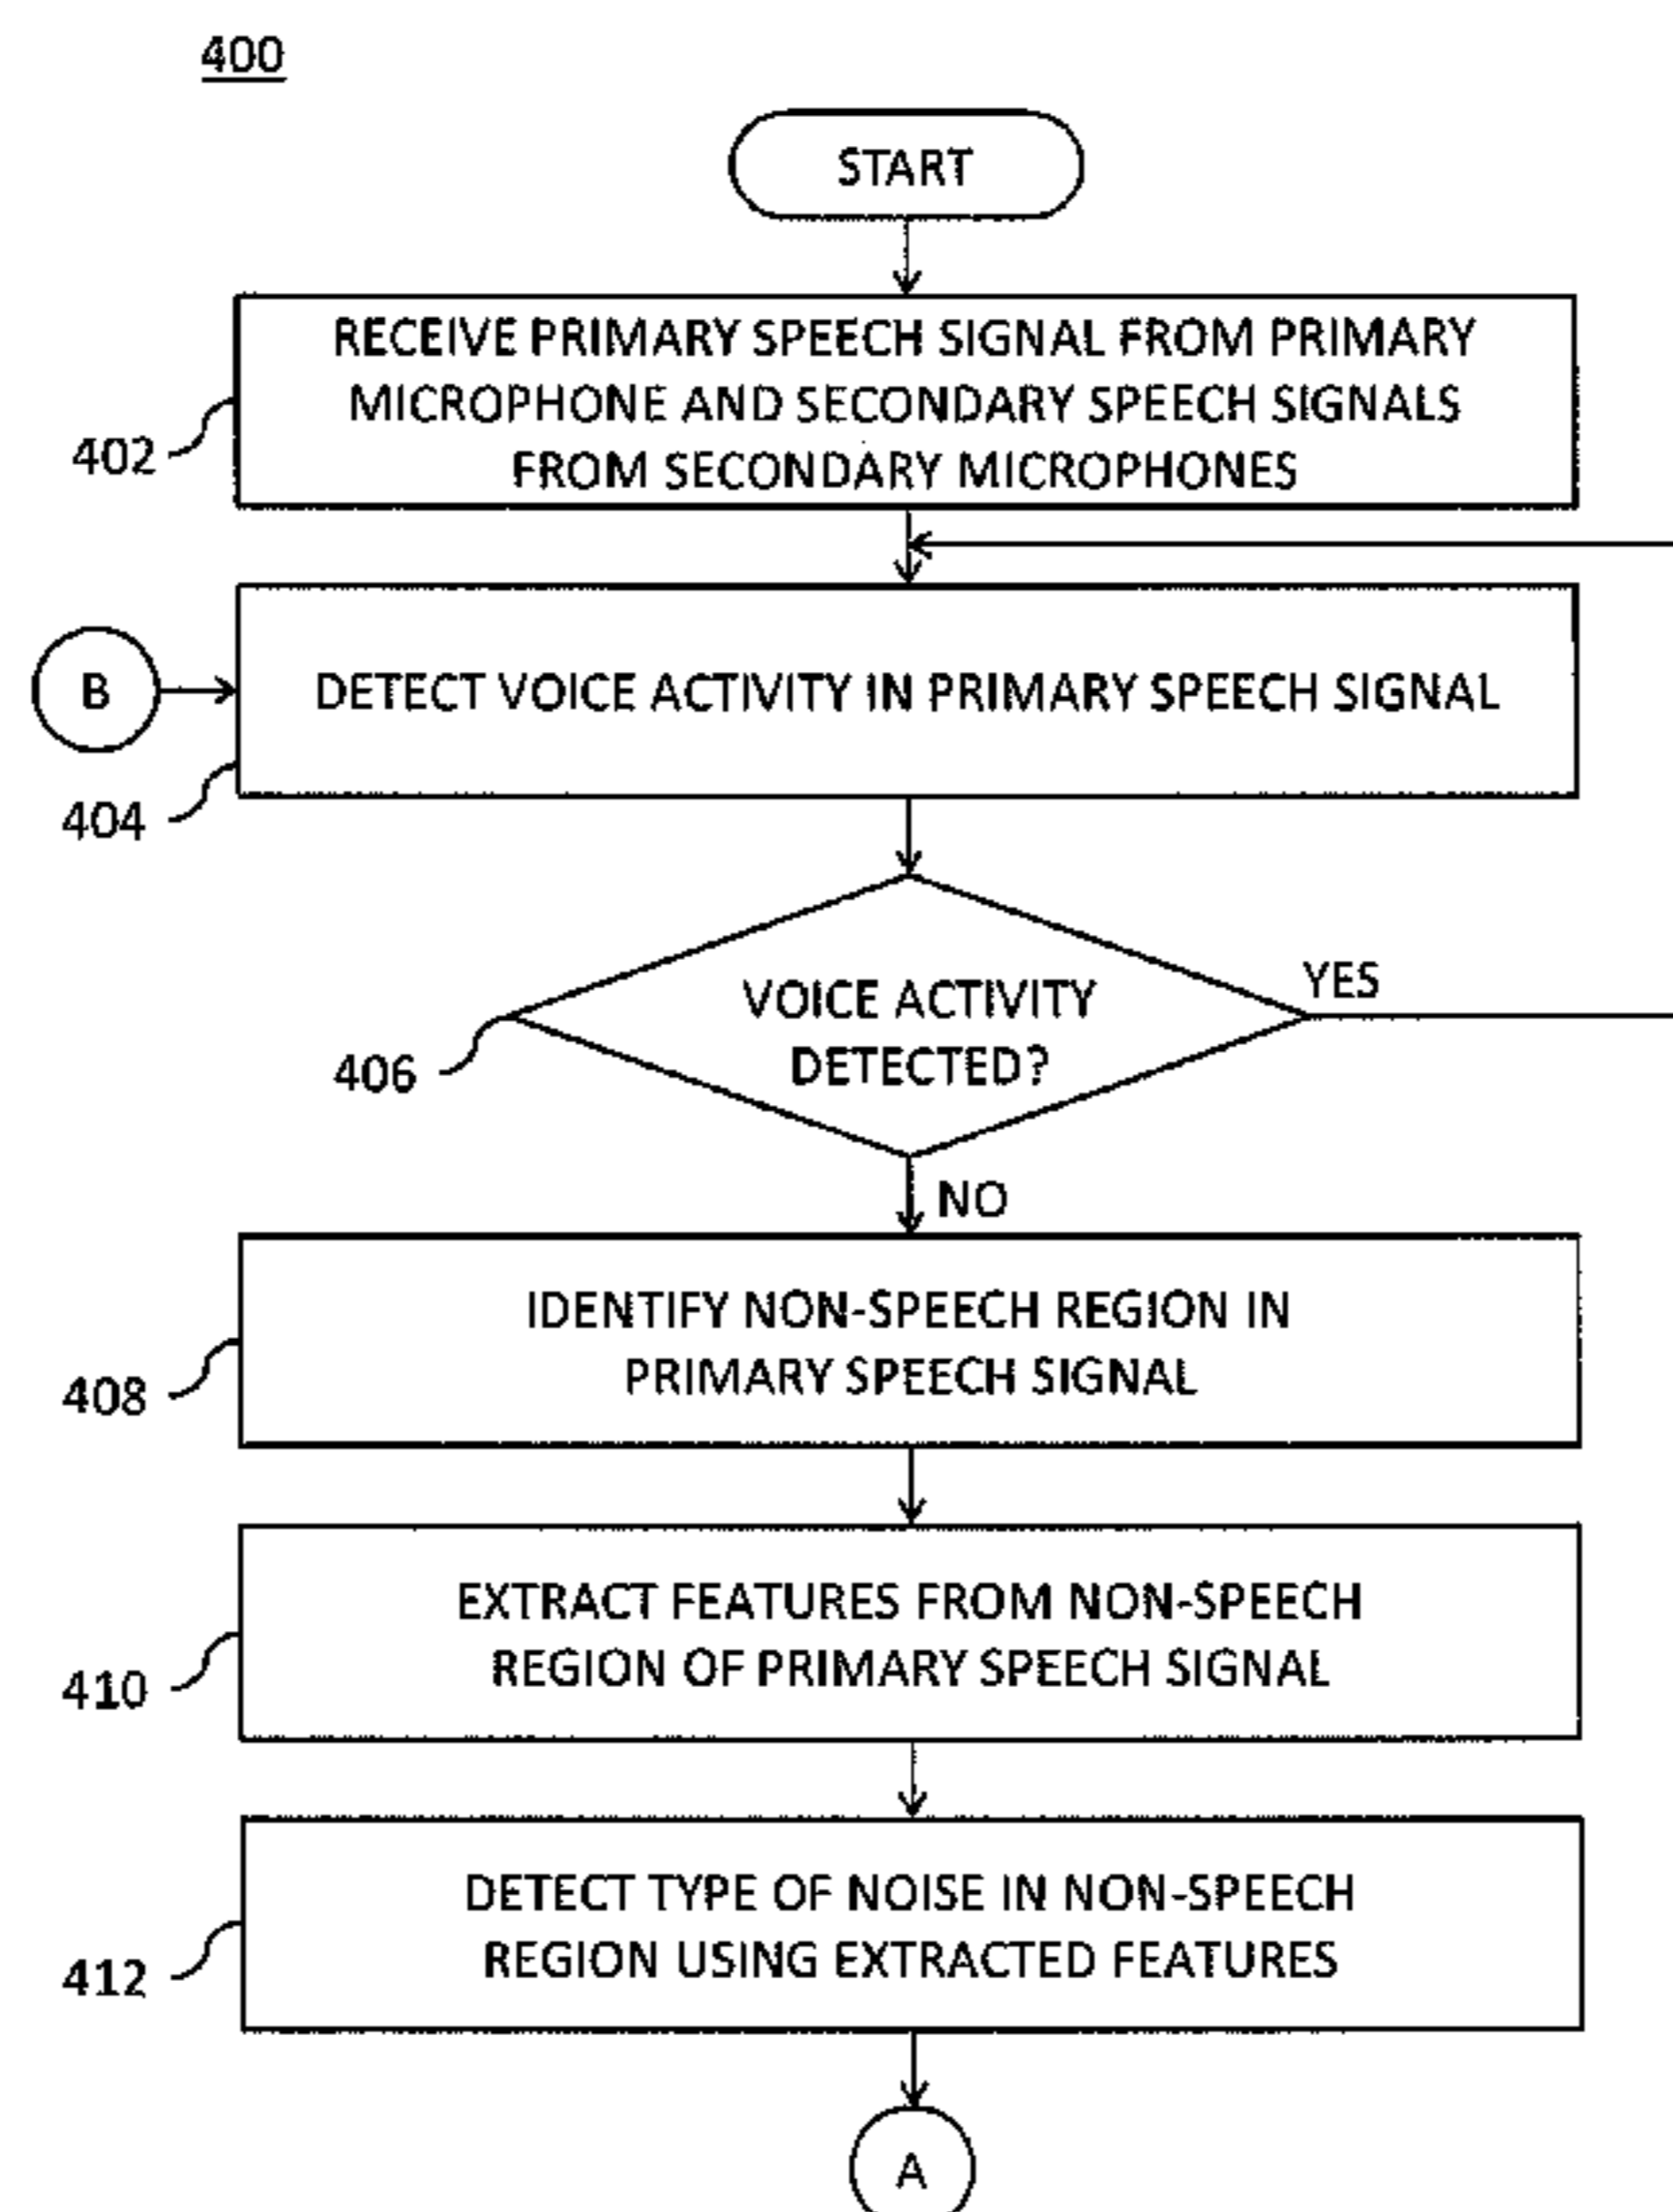 400
START
RECEIVE PRIMARY SPEECH SIGNAL FROM PRIMARY
MICROPHONE AND SECONDARY SPEECH SIGNALS
FROM SECONDARY MICROPHONES
402
B
DETECT VOICE ACTIVITY IN PRIMARY SPEECH SIGNAL
404
VOICE ACTIVITY
DETECTED?
YES
406
NO
IDENTIFY NON-SPEECH REGION IN
PRIMARY SPEECH SIGNAL
408
EXTRACT FEATURES FROM NON-SPEECH
REGION OF PRIMARY SPEECH SIGNAL
410
DETECT TYPE OF NOISE IN NON-SPEECH
REGION USING EXTRACTED FEATURES
412
A